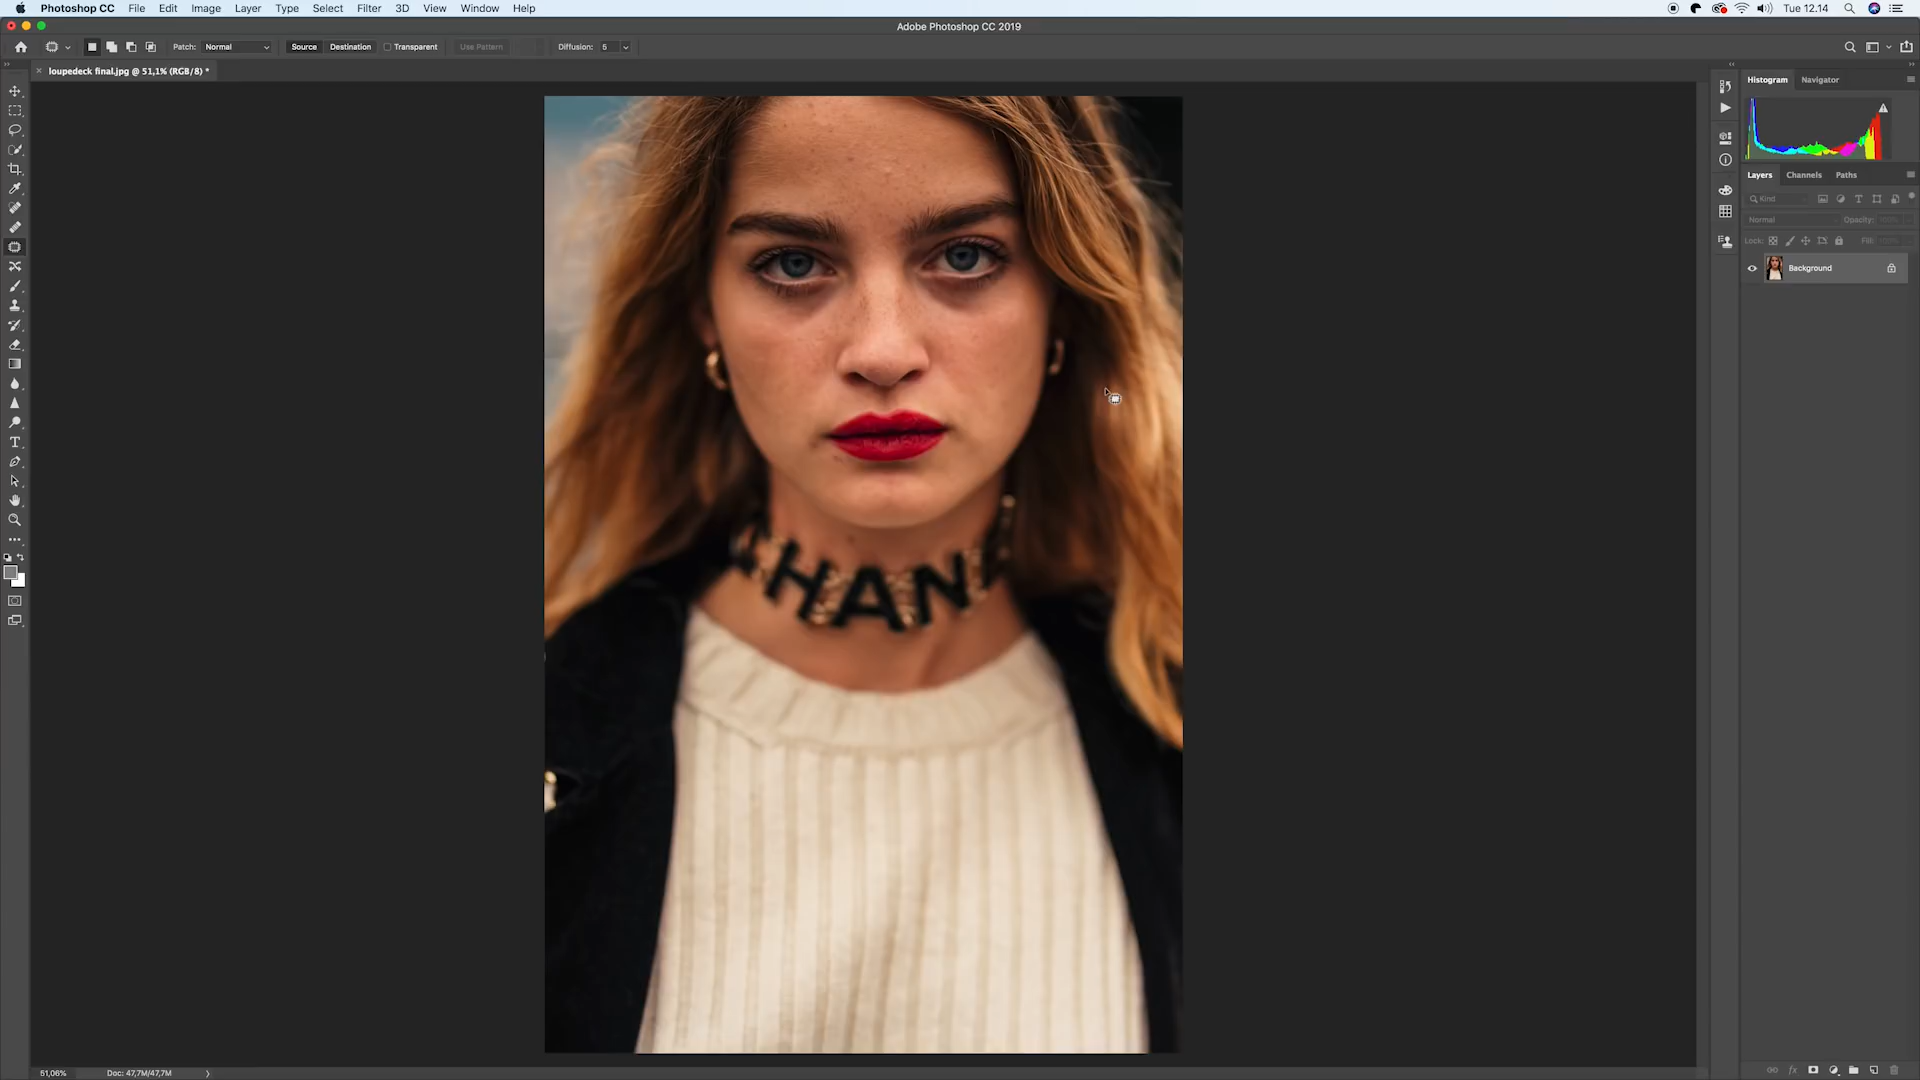 Photoshop CC File Edit Image Layer Type Select Filter 3D View Window Help Tue 12.14
Adobe Photoshop CC 2019
Patch: Normal Source Destination Transparent Use Pattern Diffusion: 5
× loupedeck final.jpg @ 51,1% (RGB/8) *
Histogram Navigator
Layers Channels Paths
Kind
Normal Opacity: 100%
Lock: Fill:
Background
HAN
51,06% Doc: 47,7M/47,7M